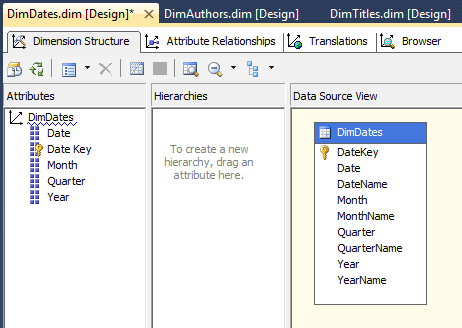 DimDates.dim [Design]* DimAuthors.dim [Design] DimTitles.dim [Design]
Dimension Structure Attribute Relationships Translations Browser
Attributes Hierarchies Data Source View
DimDates
Date
Date Key
Month
Quarter
Year
To create a new
hierarchy, drag an
attribute here.
DimDates
DateKey
Date
DateName
Month
MonthName
Quarter
QuarterName
Year
YearName